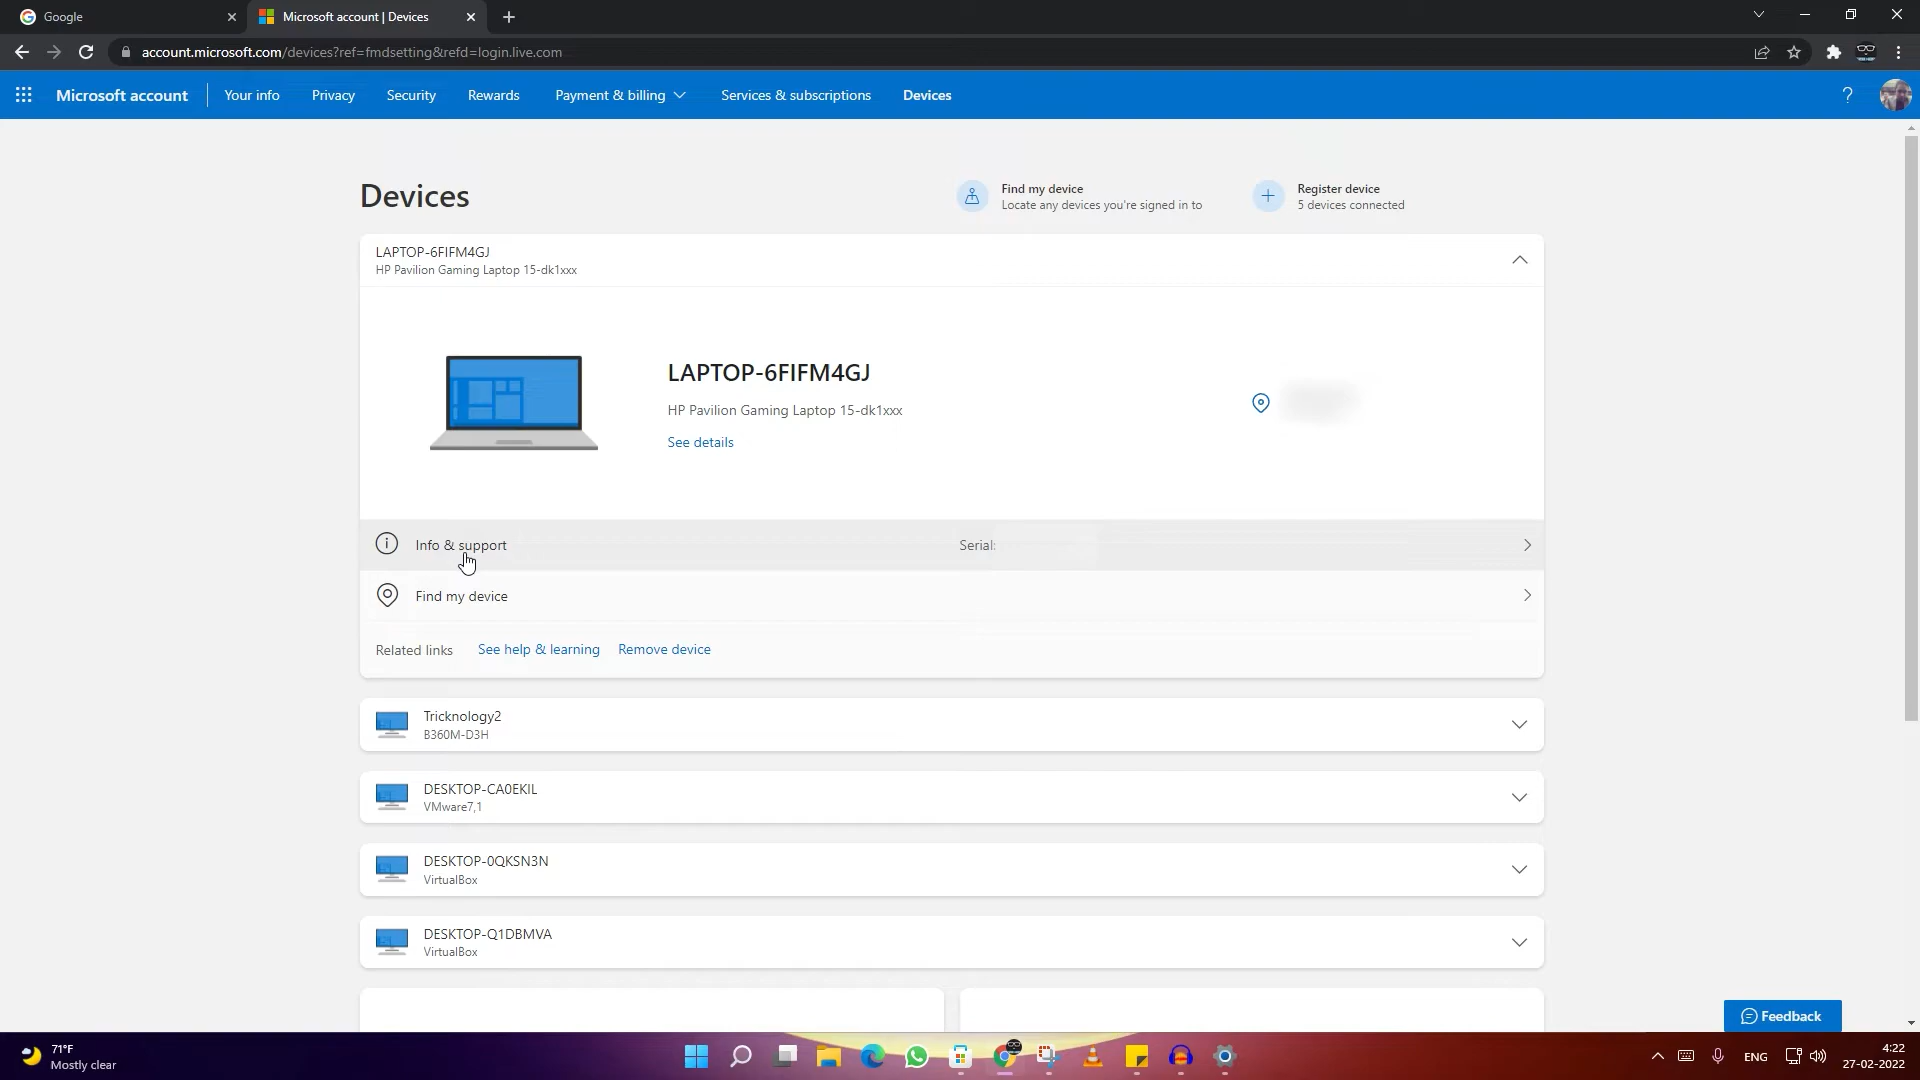 Google
Microsoft account | Devices
account.microsoft.com/devices?ref=fmdsetting&refd=login.live.com
Microsoft account
Your info
Privacy
Security
Rewards
Payment & billing
Services & subscriptions
Devices
?
Devices
Find my device
Locate any devices you're signed in to
Register device
5 devices connected
LAPTOP-6FIFM4GJ
HP Pavilion Gaming Laptop 15-dk1xxx
LAPTOP-6FIFM4GJ
HP Pavilion Gaming Laptop 15-dk1xxx
See details
Info & support
Serial:
Find my device
Related links
See help & learning
Remove device
Tricknology2
B360M-D3H
DESKTOP-CA0EKIL
VMware7,1
DESKTOP-0QKSN3N
VirtualBox
DESKTOP-Q1DBMVA
VirtualBox
Feedback
71°F
Mostly clear
ENG
4:22
27-02-2022